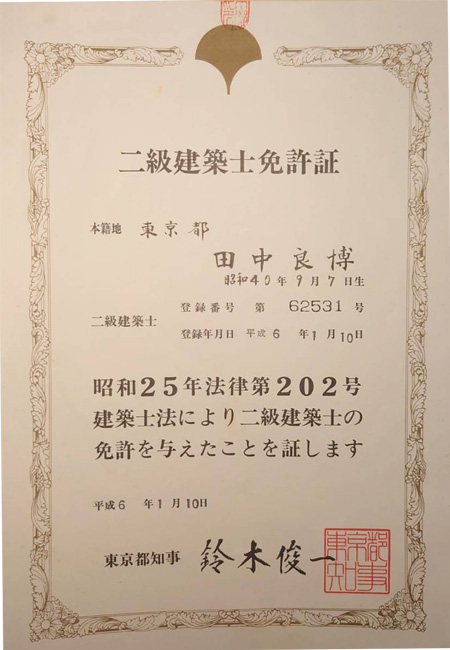 二級建築士免許証
本籍地 東京都
田中良博
昭和40年9月7日生
二級建築士
登録番号 第 62531 号
登録年月日 平成6 年1月10日
昭和25年法律第202号
建築士法により二級建築士の
免許を与えたことを証します
平成6 年1月10日
東京都知事 鈴木俊一